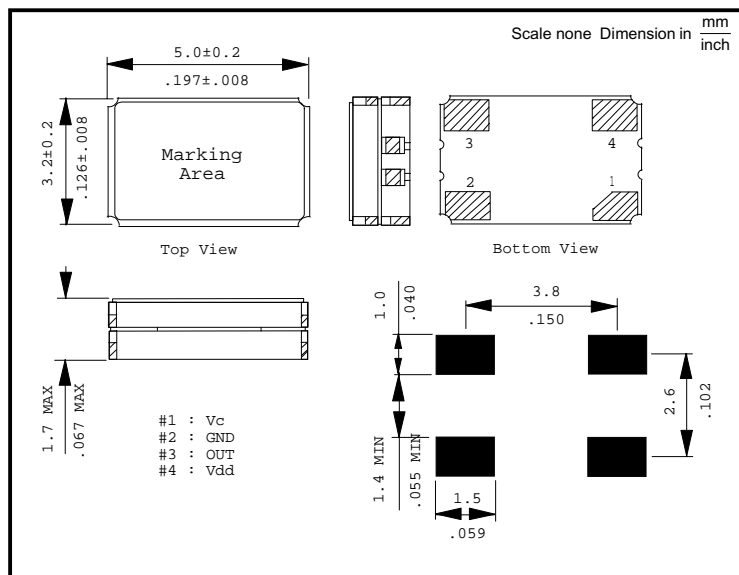 Scale none Dimension in mm
inch
5.0±0.2
.197±.008
3.2±0.2
.126±.008
Marking
Area
3
4
2
1
Top View
Bottom View
1.7 MAX
.067 MAX
#1 : Vc
#2 : GND
#3 : OUT
#4 : Vdd
1.0
.040
3.8
.150
2.6
.102
1.4 MIN
.055 MIN
1.5
.059